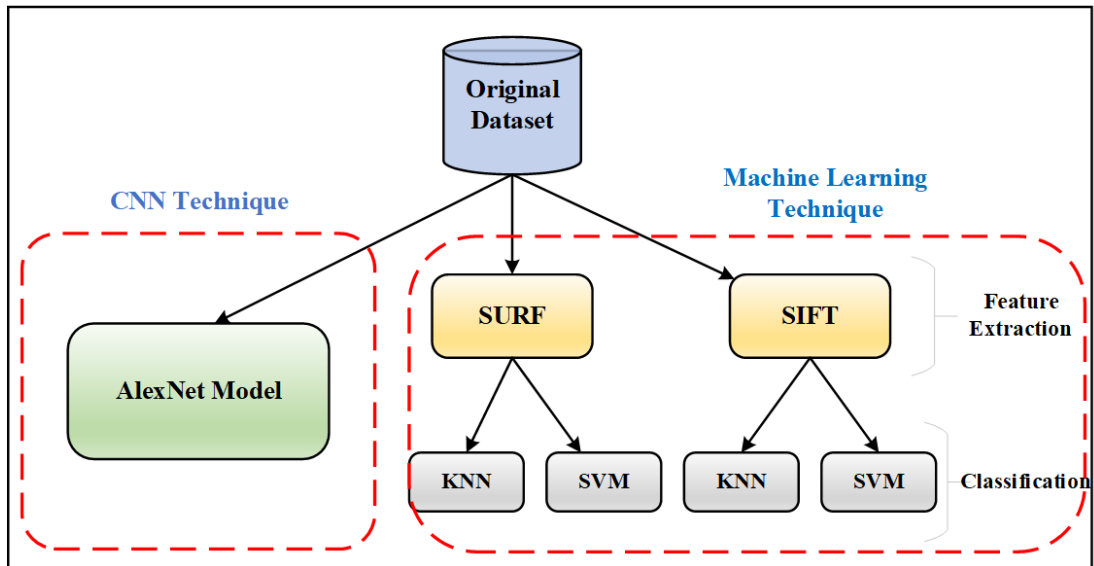 Original
Dataset
CNN Technique
Machine Learning
Technique
SURF
SIFT
Feature
Extraction
AlexNet Model
KNN
SVM
KNN
SVM
Classification